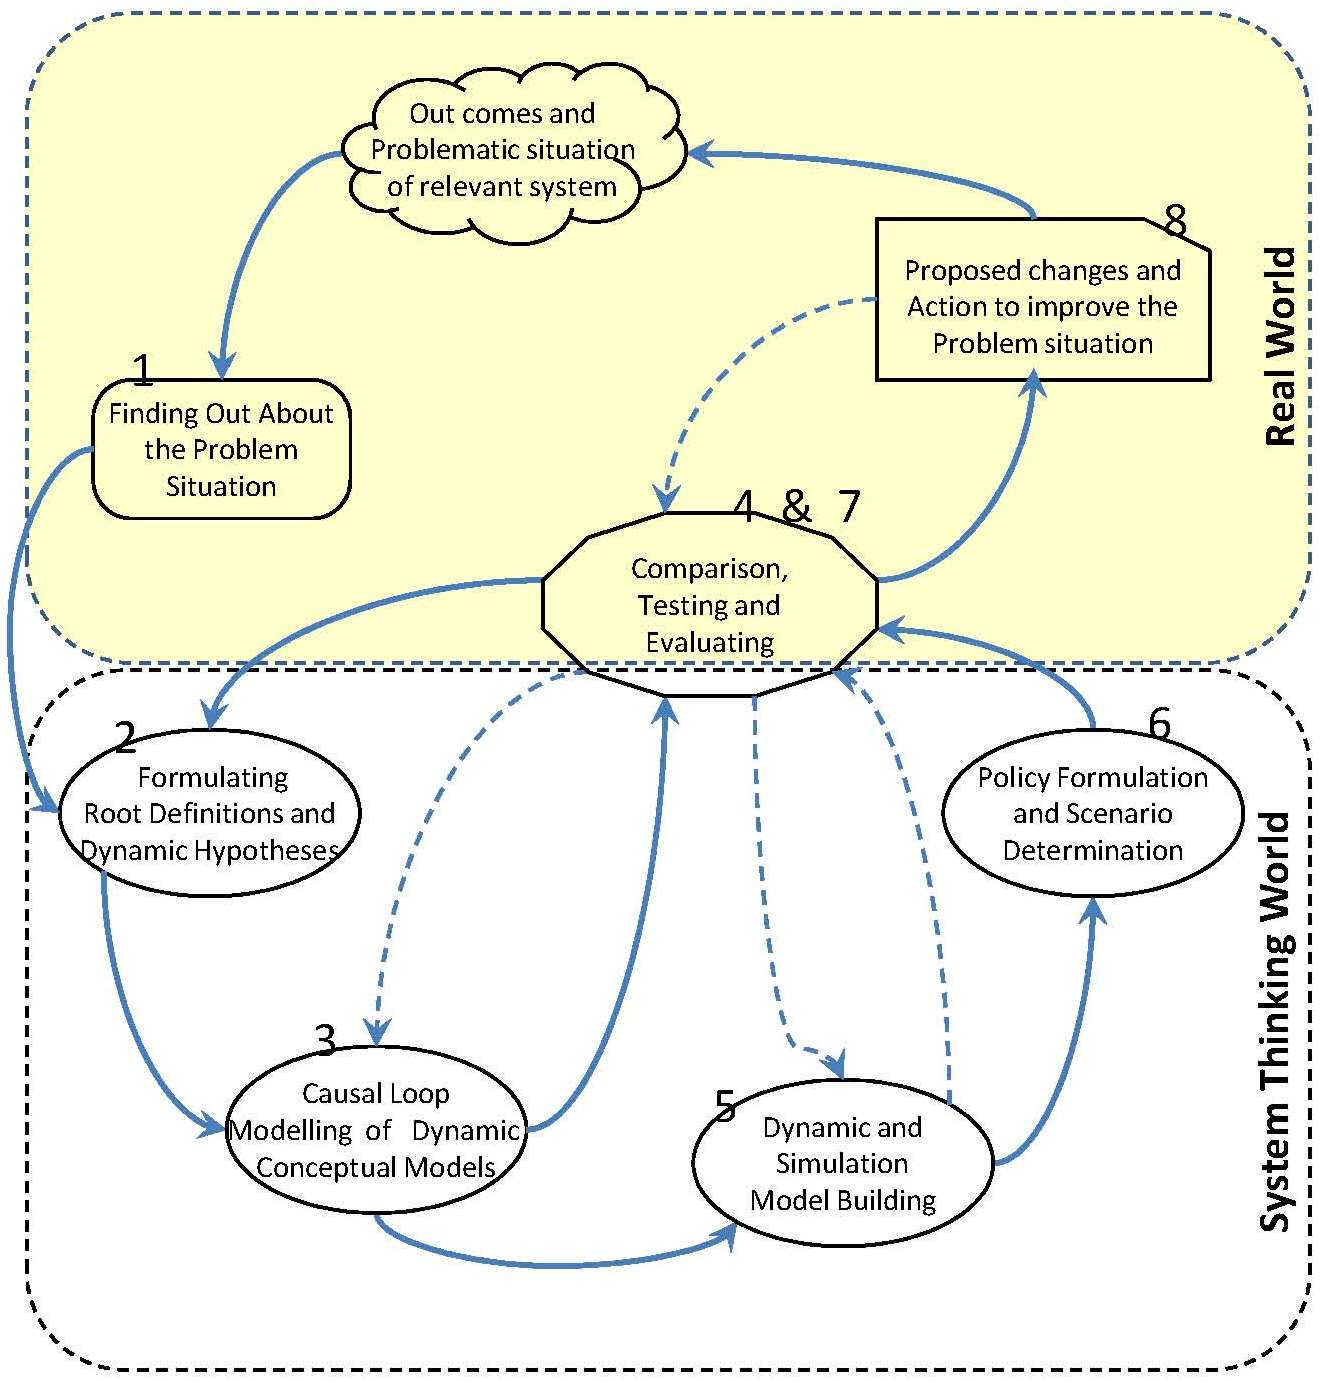 Out comes and
Problematic situation
of relevant system
8
Proposed changes and
Action to improve the
Problem situation
Real World
1
Finding Out About
the Problem
Situation
4 & 7
Comparison,
Testing and
Evaluating
2
Formulating
Root Definitions and
Dynamic Hypotheses
6
Policy Formulation
and Scenario
Determination
System Thinking World
3
Causal Loop
Modelling of Dynamic
Conceptual Models
5
Dynamic and
Simulation
Model Building